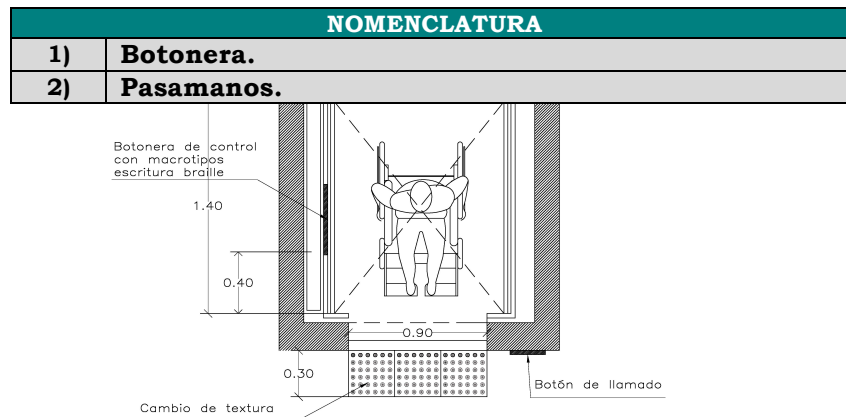 NOMENCLATURA
1) Botonera.
2) Pasamanos.
Botonera de control
con macrotipos
escritura braille
1.40
0.40
0.90
0.30
Botón de llamado
Cambio de textura